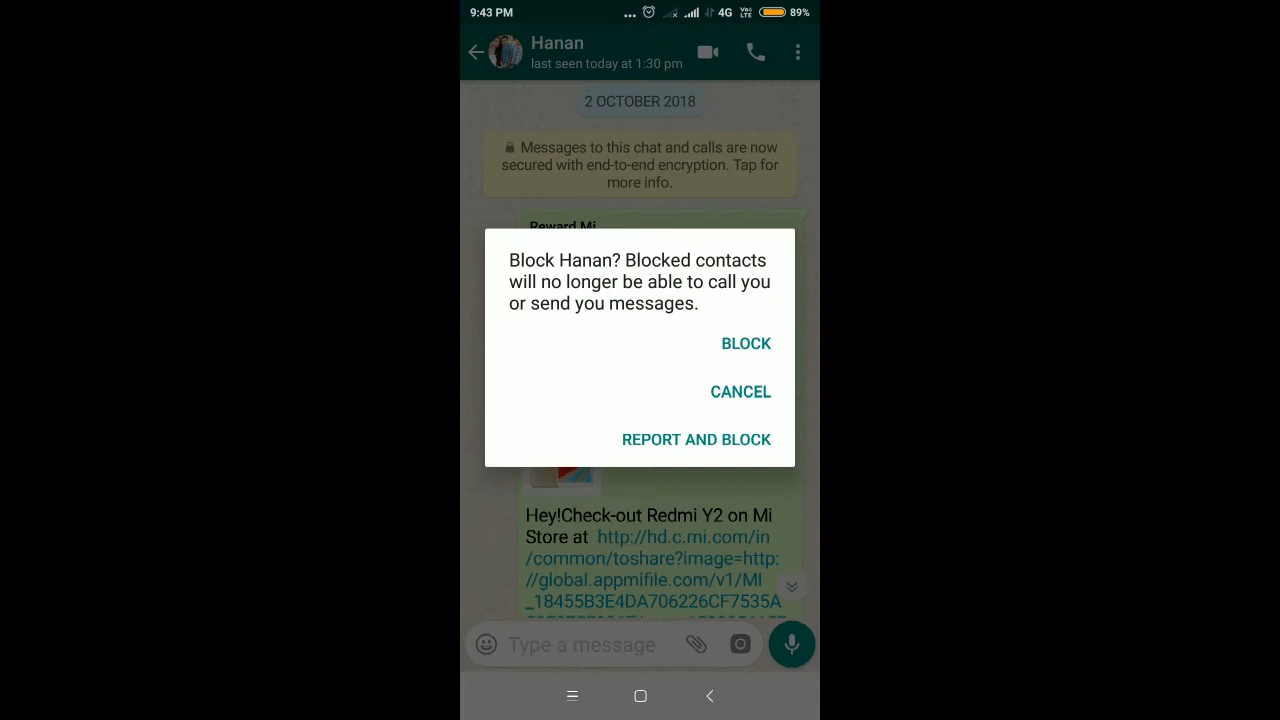 9:43 PM
4G
VoLTE
89%
Hanan
last seen today at 1:30 pm
2 OCTOBER 2018
Messages to this chat and calls are now
secured with end-to-end encryption. Tap for
more info.
Reward Mi
Block Hanan? Blocked contacts
will no longer be able to call you
or send you messages.
BLOCK
CANCEL
REPORT AND BLOCK
Hey!Check-out Redmi Y2 on Mi
Store at http://hd.c.mi.com/in
/common/toshare?image=http:
//global.appmifile.com/v1/MI
_18455B3E4DA706226CF7535A
Type a message